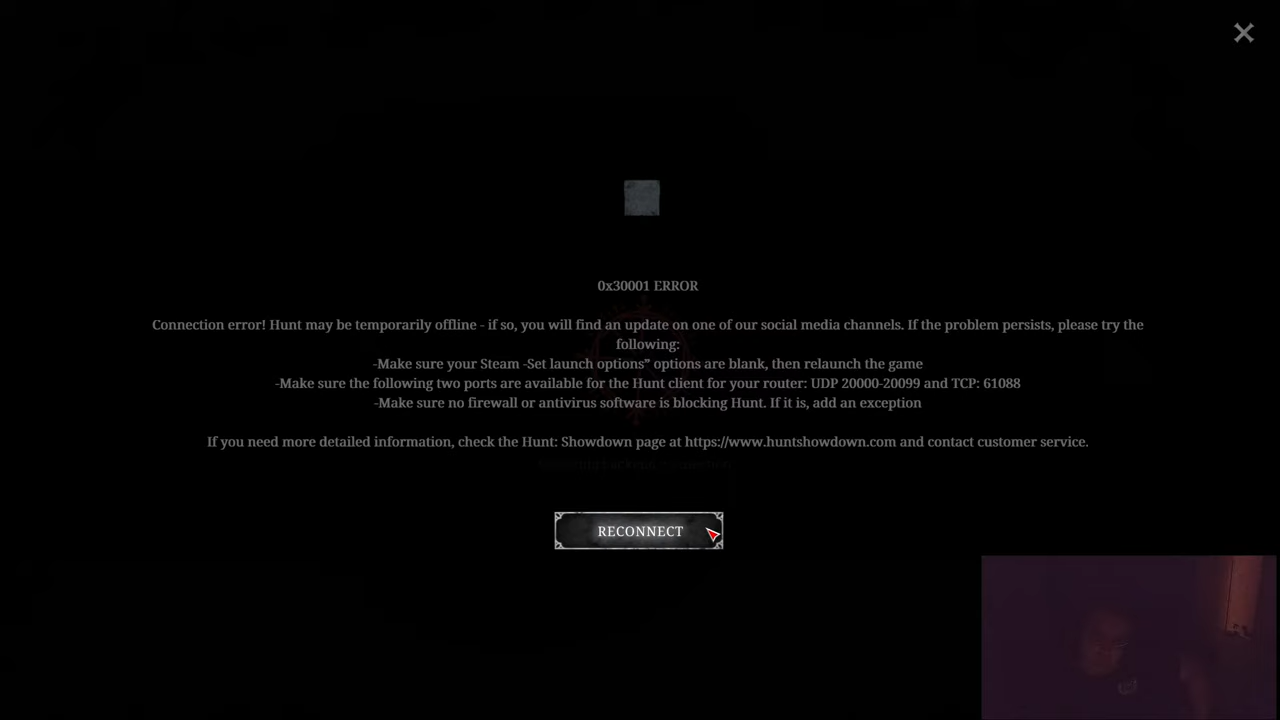 0x30001 ERROR
Connection error! Hunt may be temporarily offline - if so, you will find an update on one of our social media channels. If the problem persists, please try the
following:
-Make sure your Steam -Set launch options” options are blank, then relaunch the game
-Make sure the following two ports are available for the Hunt client for your router: UDP 20000-20099 and TCP: 61088
-Make sure no firewall or antivirus software is blocking Hunt. If it is, add an exception
If you need more detailed information, check the Hunt: Showdown page at https://www.huntshowdown.com and contact customer service.
RECONNECT